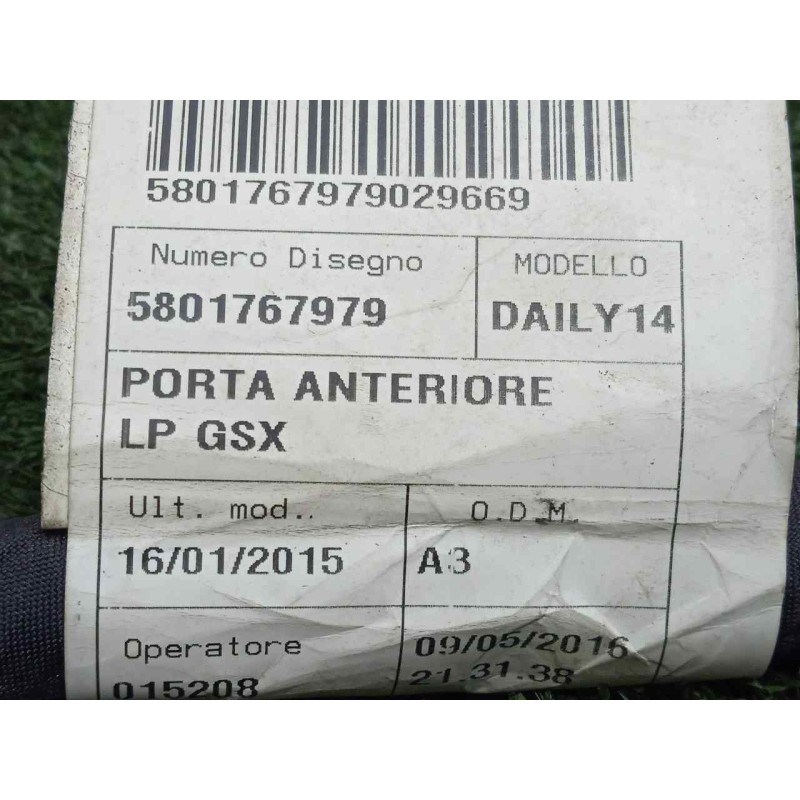 5801767979029669
Numero Disegno
MODELLO
5801767979
DAILY14
PORTA ANTERIORE
LP GSX
Ult. mod..
O.D.M.
16/01/2015
A3
Operatore
09/05/2016
015208
21.31.38